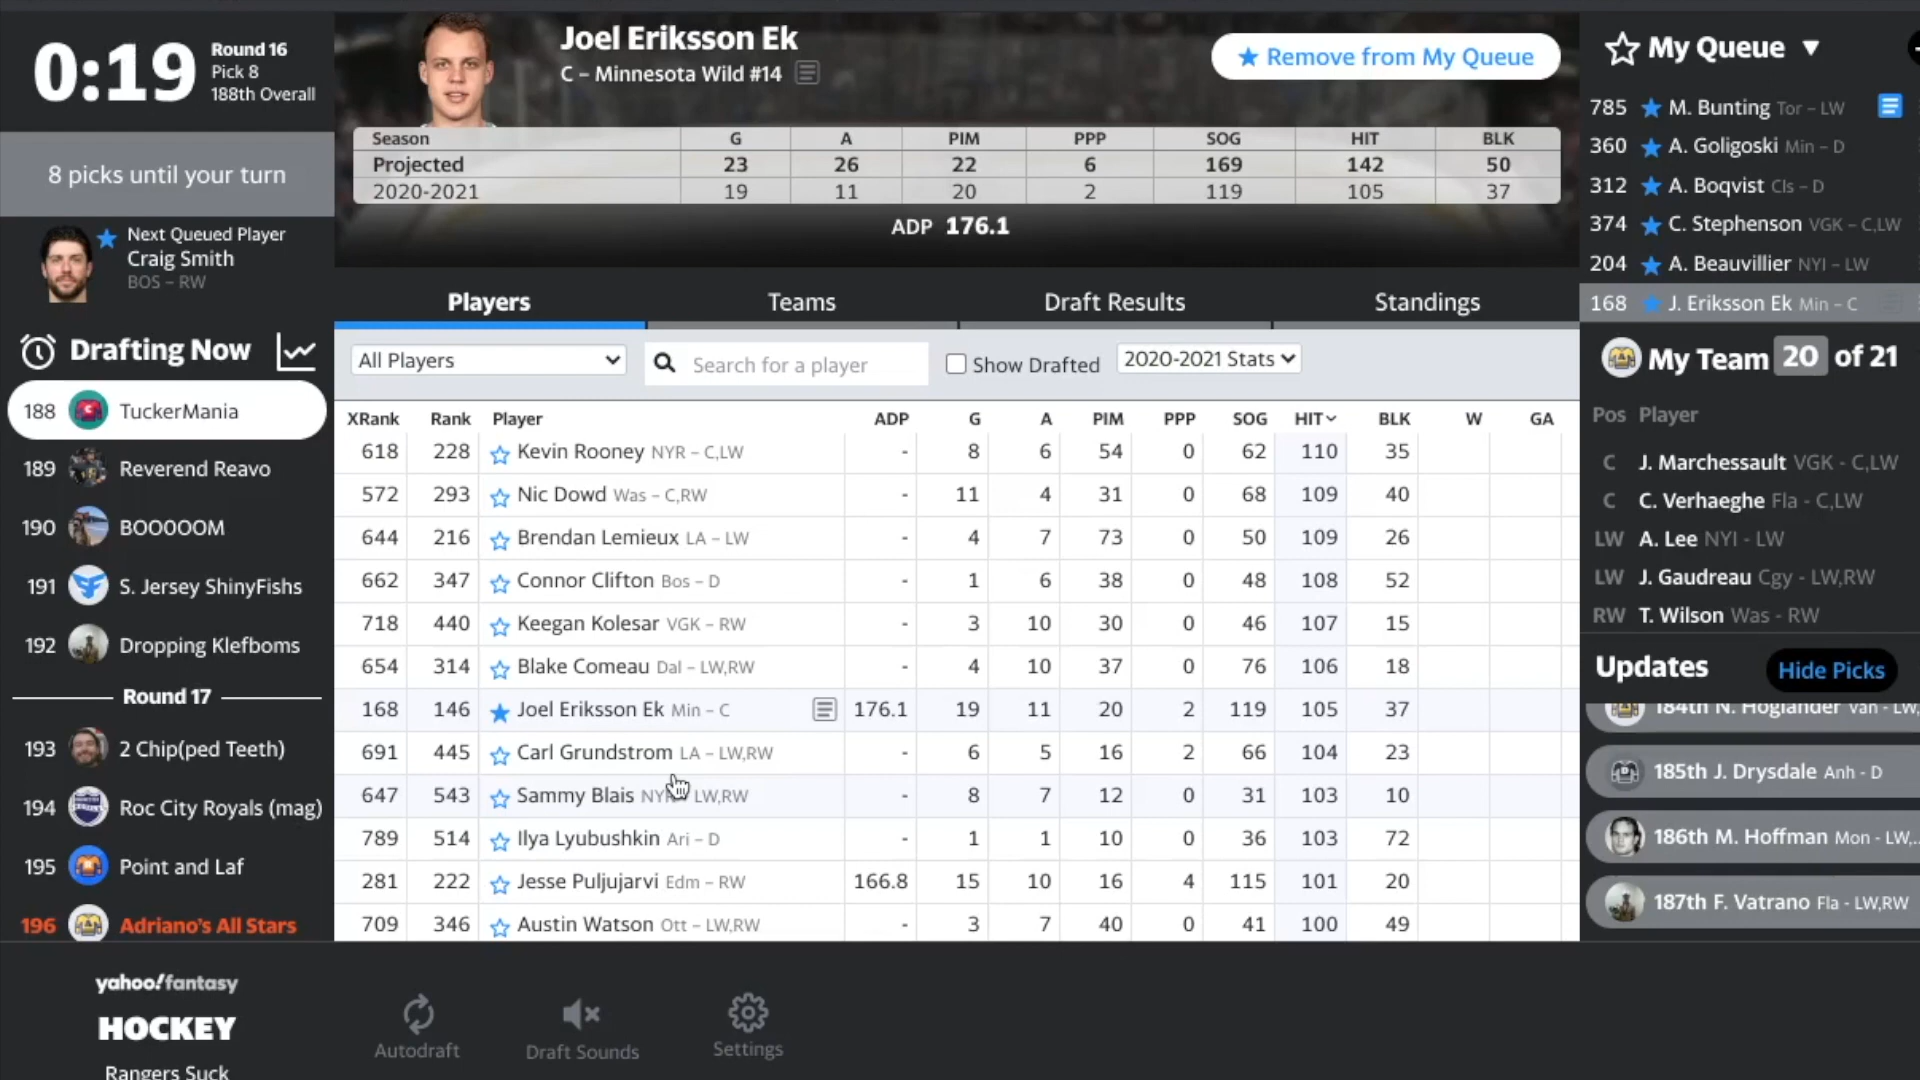 0:19
Round 16
Pick 8
188th Overall
8 picks until your turn
Next Queued Player
Craig Smith
BOS – RW
Drafting Now
188 TuckerMania
189 Reverend Reavo
190 BOOOOOM
191 S. Jersey ShinyFishs
192 Dropping Klefboms
Round 17
193 2 Chip(ped Teeth)
194 Roc City Royals (mag)
195 Point and Laf
196 Adriano's All Stars
yahoo!fantasy
HOCKEY
Rangers Suck
Joel Eriksson Ek
C – Minnesota Wild #14
Remove from My Queue
Season G A PIM PPP SOG HIT BLK
Projected 23 26 22 6 169 142 50
2020-2021 19 11 20 2 119 105 37
ADP 176.1
Players Teams Draft Results Standings
All Players Search for a player Show Drafted 2020-2021 Stats
XRank Rank Player ADP G A PIM PPP SOG HIT BLK W GA
618 228 Kevin Rooney NYR – C,LW - 8 6 54 0 62 110 35
572 293 Nic Dowd Was – C,RW - 11 4 31 0 68 109 40
644 216 Brendan Lemieux LA – LW - 4 7 73 0 50 109 26
662 347 Connor Clifton Bos – D - 1 6 38 0 48 108 52
718 440 Keegan Kolesar VGK – RW - 3 10 30 0 46 107 15
654 314 Blake Comeau Dal – LW,RW - 4 10 37 0 76 106 18
168 146 Joel Eriksson Ek Min – C 176.1 19 11 20 2 119 105 37
691 445 Carl Grundstrom LA – LW,RW - 6 5 16 2 66 104 23
647 543 Sammy Blais LW,RW - 8 7 12 0 31 103 10
789 514 Ilya Lyubushkin Ari – D - 1 1 10 0 36 103 72
281 222 Jesse Puljujarvi Edm – RW 166.8 15 10 16 4 115 101 20
709 346 Austin Watson Ott – LW,RW - 3 7 40 0 41 100 49
Autodraft Draft Sounds Settings
My Queue
785 M. Bunting Tor – LW
360 A. Goligoski Min – D
312 A. Boqvist Cls – D
374 C. Stephenson VGK – C,LW
204 A. Beauvillier NYI – LW
168 J. Eriksson Ek Min – C
My Team 20 of 21
Pos Player
C J. Marchessault VGK - C,LW
C C. Verhaeghe Fla - C,LW
LW A. Lee NYI - LW
LW J. Gaudreau Cgy - LW,RW
RW T. Wilson Was - RW
Updates Hide Picks
184th N. Hoglander Van - LW,
185th J. Drysdale Anh - D
186th M. Hoffman Mon - LW,..
187th F. Vatrano Fla - LW,RW